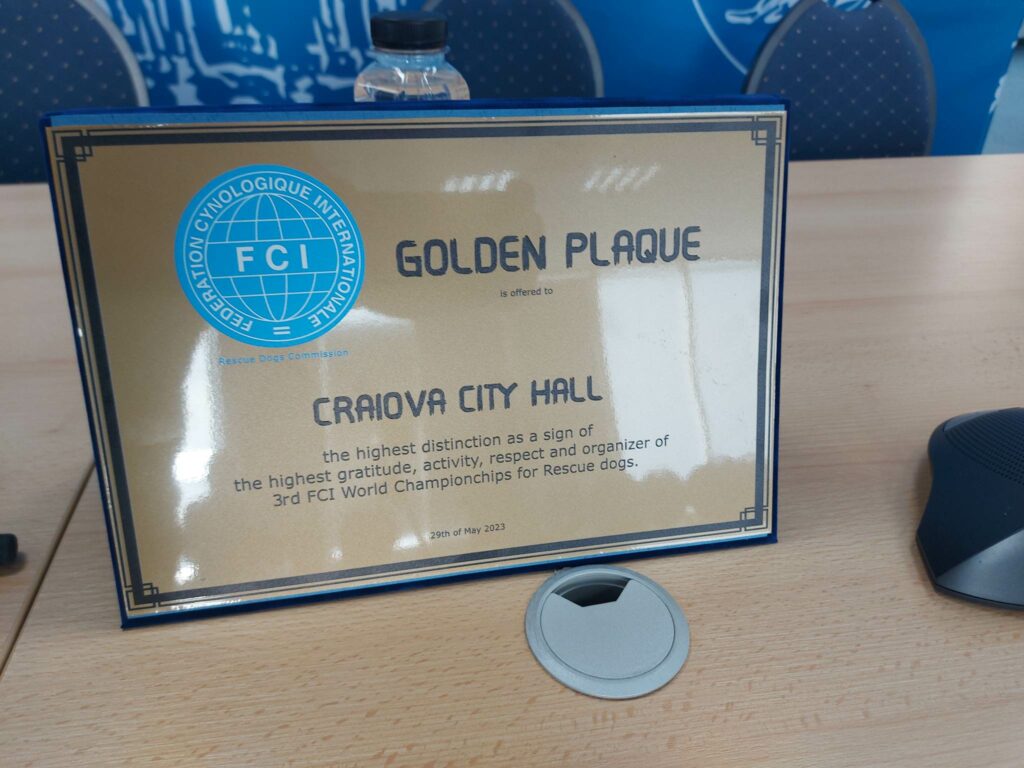 FEDERATION CYNOLOGIQUE INTERNATIONALE
FCI
Rescue Dogs Commission
GOLDEN PLAQUE
is offered to
CRAIOVA CITY HALL
the highest distinction as a sign of
the highest gratitude, activity, respect and organizer of
3rd FCI World Championchips for Rescue dogs.
29th of May 2023